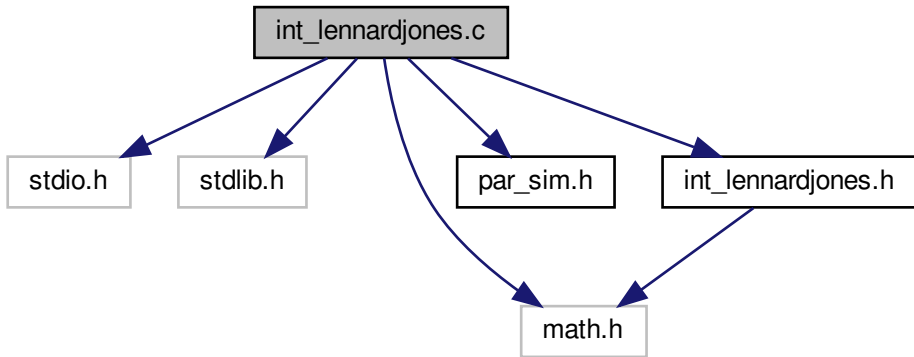 int_lennardjones.c
stdio.h
stdlib.h
par_sim.h
int_lennardjones.h
math.h